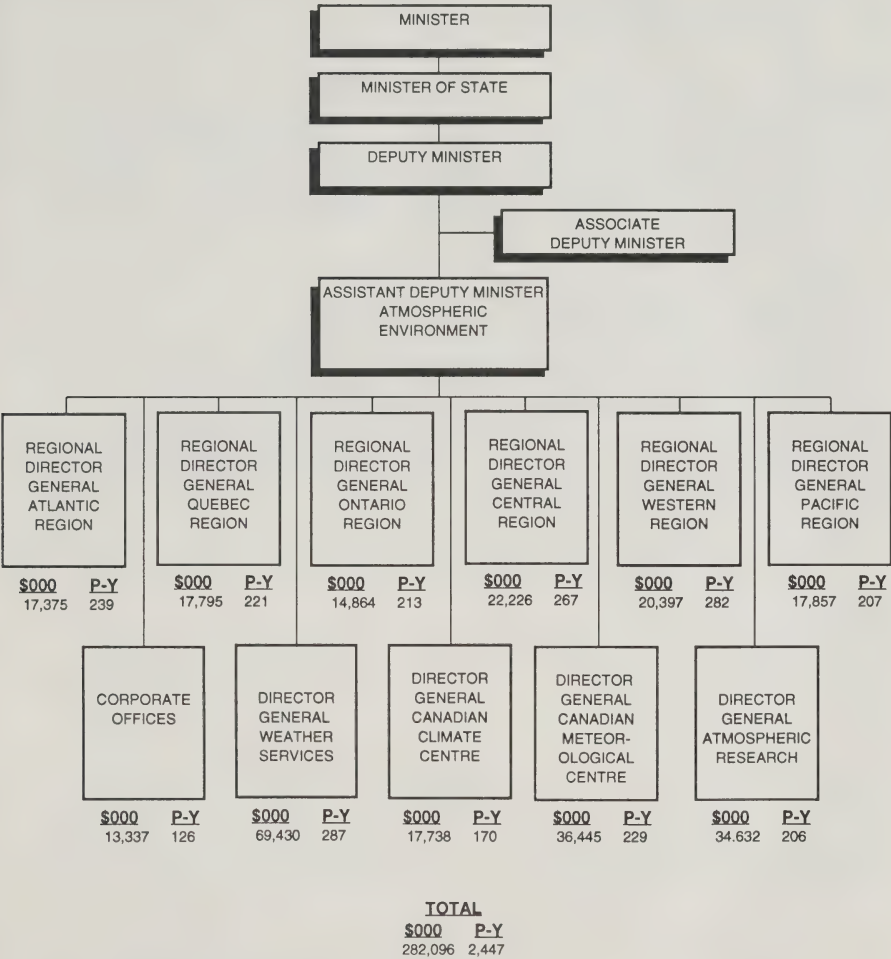 MINISTER
MINISTER OF STATE
DEPUTY MINISTER
ASSOCIATE
DEPUTY MINISTER
ASSISTANT DEPUTY MINISTER
ATMOSPHERIC
ENVIRONMENT
REGIONAL
DIRECTOR
GENERAL
ATLANTIC
REGION
$000 P-Y
17,375 239
REGIONAL
DIRECTOR
GENERAL
QUEBEC
REGION
$000 P-Y
17,795 221
REGIONAL
DIRECTOR
GENERAL
ONTARIO
REGION
$000 P-Y
14,864 213
REGIONAL
DIRECTOR
GENERAL
CENTRAL
REGION
$000 P-Y
22,226 267
REGIONAL
DIRECTOR
GENERAL
WESTERN
REGION
$000 P-Y
20,397 282
REGIONAL
DIRECTOR
GENERAL
PACIFIC
REGION
$000 P-Y
17,857 207
CORPORATE
OFFICES
$000 P-Y
13,337 126
DIRECTOR
GENERAL
WEATHER
SERVICES
$000 P-Y
69,430 287
DIRECTOR
GENERAL
CANADIAN
CLIMATE
CENTRE
$000 P-Y
17,738 170
DIRECTOR
GENERAL
CANADIAN
METEOR-
OLOGICAL
CENTRE
$000 P-Y
36,445 229
DIRECTOR
GENERAL
ATMOSPHERIC
RESEARCH
$000 P-Y
34.632 206
TOTAL
$000 P-Y
282,096 2,447